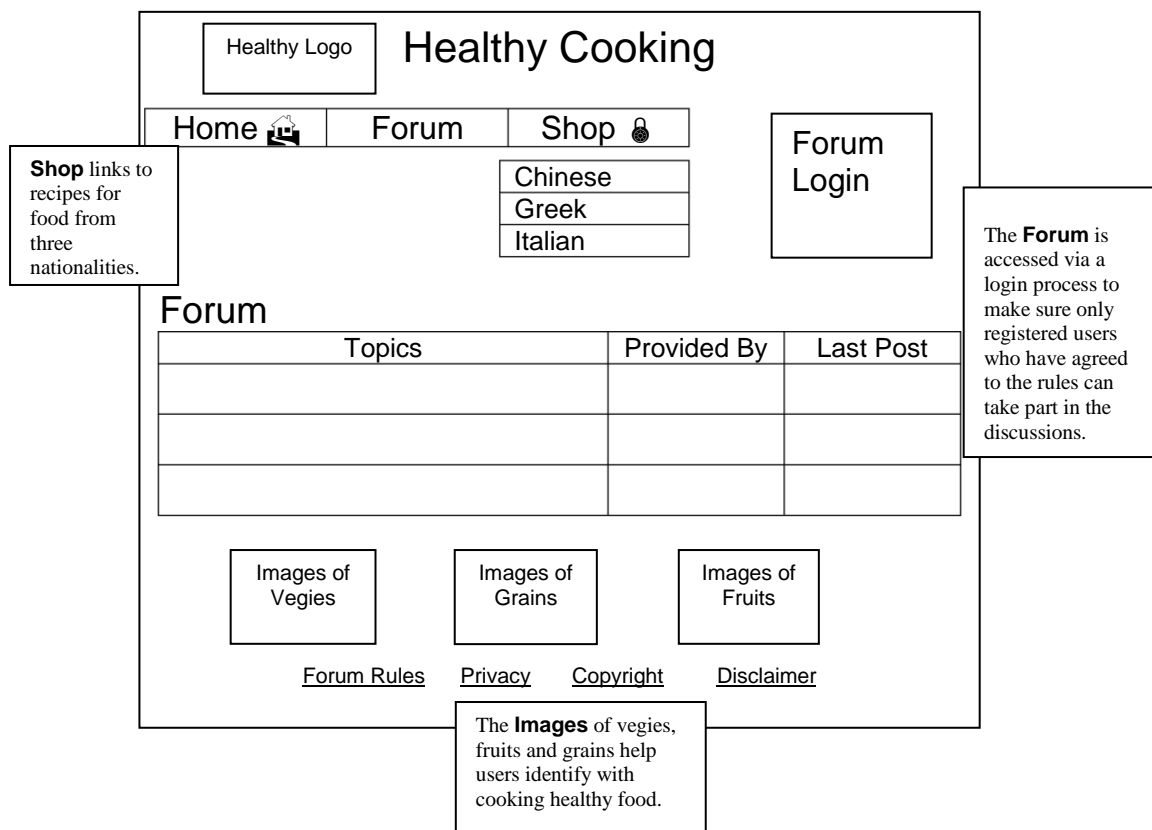 Healthy Logo
Healthy Cooking
Home
Forum
Shop
Chinese
Greek
Italian
Forum
Login
Shop links to
recipes for
food from
three
nationalities.
The Forum is
accessed via a
login process to
make sure only
registered users
who have agreed
to the rules can
take part in the
discussions.
Forum
Topics
Provided By
Last Post
Images of
Vegies
Images of
Grains
Images of
Fruits
Forum Rules
Privacy
Copyright
Disclaimer
The Images of vegies,
fruits and grains help
users identify with
cooking healthy food.